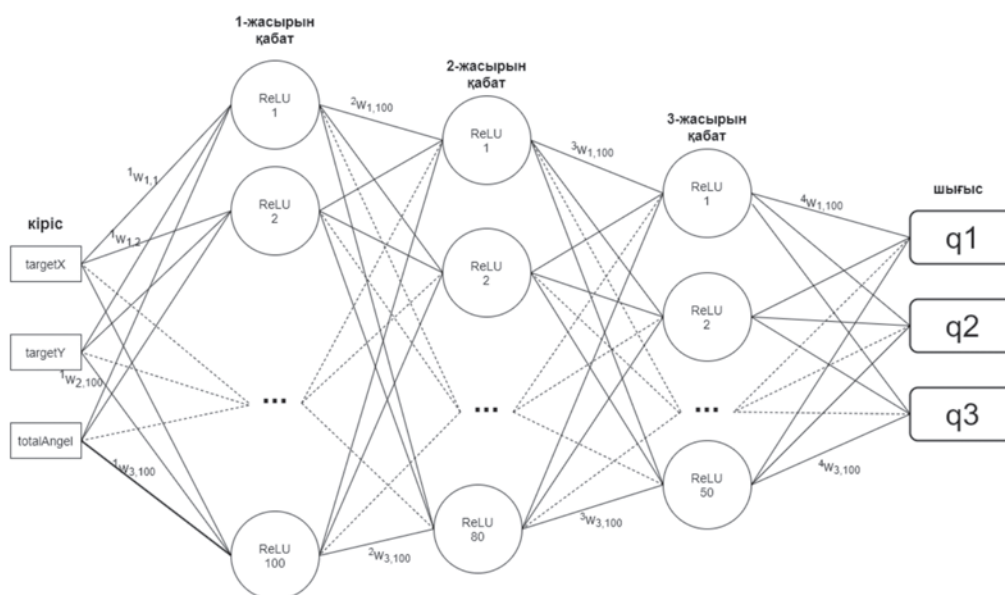 1-жасырын
қабат
ReLU
1
ReLU
2
...
ReLU
100
2-жасырын
қабат
ReLU
1
ReLU
2
...
ReLU
80
3-жасырын
қабат
ReLU
1
ReLU
2
...
ReLU
50
кіріс
targetX
targetY
totalAngel
шығыс
q1
q2
q3
1w1,1
1w1,2
1w2,100
1w3,100
2w1,100
2w3,100
3w1,100
3w3,100
4w1,100
4w3,100